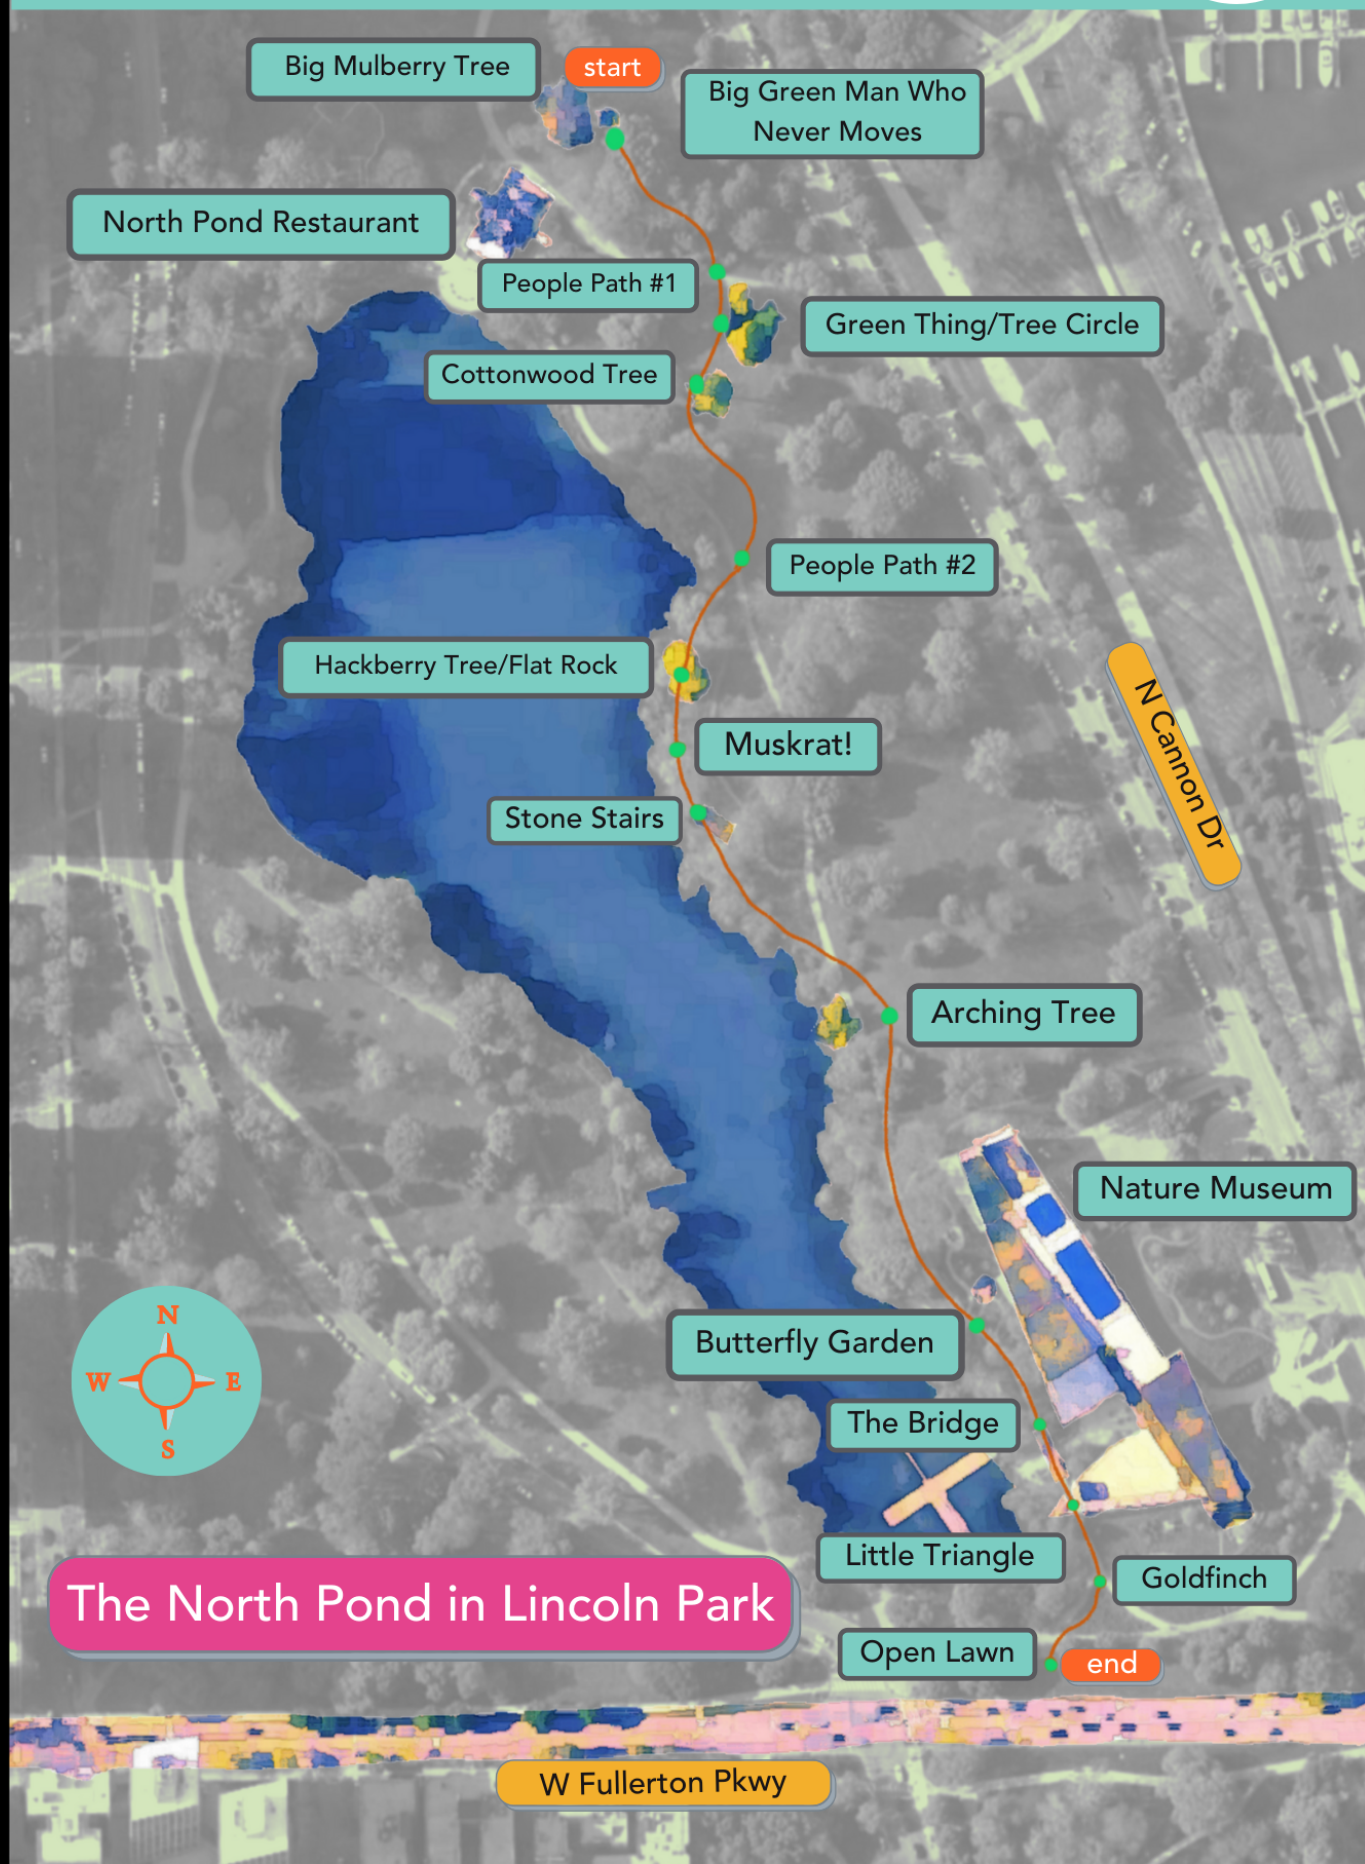 Big Mulberry Tree
start
Big Green Man Who
Never Moves
North Pond Restaurant
People Path #1
Green Thing/Tree Circle
Cottonwood Tree
People Path #2
Hackberry Tree/Flat Rock
N Cannon Dr
Muskrat!
Stone Stairs
Arching Tree
Nature Museum
N
W
E
S
Butterfly Garden
The Bridge
Little Triangle
Goldfinch
The North Pond in Lincoln Park
Open Lawn
end
W Fullerton Pkwy